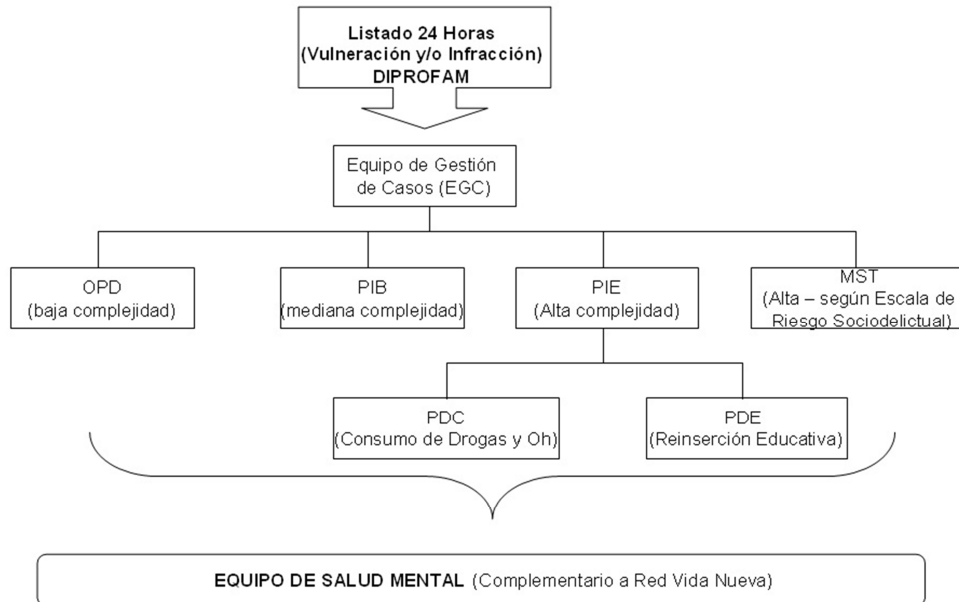 Listado 24 Horas
(Vulneración y/o Infracción)
DIPROFAM
Equipo de Gestión
de Casos (EGC)
OPD
(baja complejidad)
PIB
(mediana complejidad)
PIE
(Alta complejidad)
MST
(Alta – según Escala de
Riesgo Sociodelictual)
PDC
(Consumo de Drogas y Oh)
PDE
(Reinserción Educativa)
EQUIPO DE SALUD MENTAL (Complementario a Red Vida Nueva)